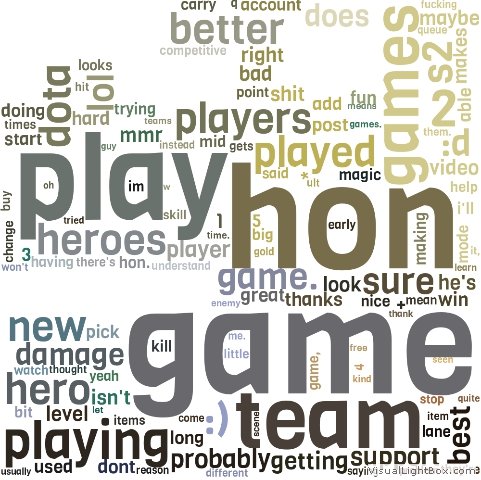 carry q account fucking
better does maybe
queue
competitive right games s2 makes
looks bad
dota hit lol point shit fun able
doing trying players add means 2
times hard teams post games. them.
start mmr instead mid gets played :d
guy video
play hon said * ult magic help
oh im w skill 1 5 early making i'll
buy tried time. big mode
change heroes player gold it,
3 having there's hon. understand learn
won't game. look sure he's
enemy great thanks nice + mean win
thank
new pick game
damage kill me. free seen
watch thought little game, 4
hero yeah kind
isn't stop quite
bit level let come :) team item best
items scene lane
playing long
probably getting support
usually used dont reason different sayin
VisualLightBox.com